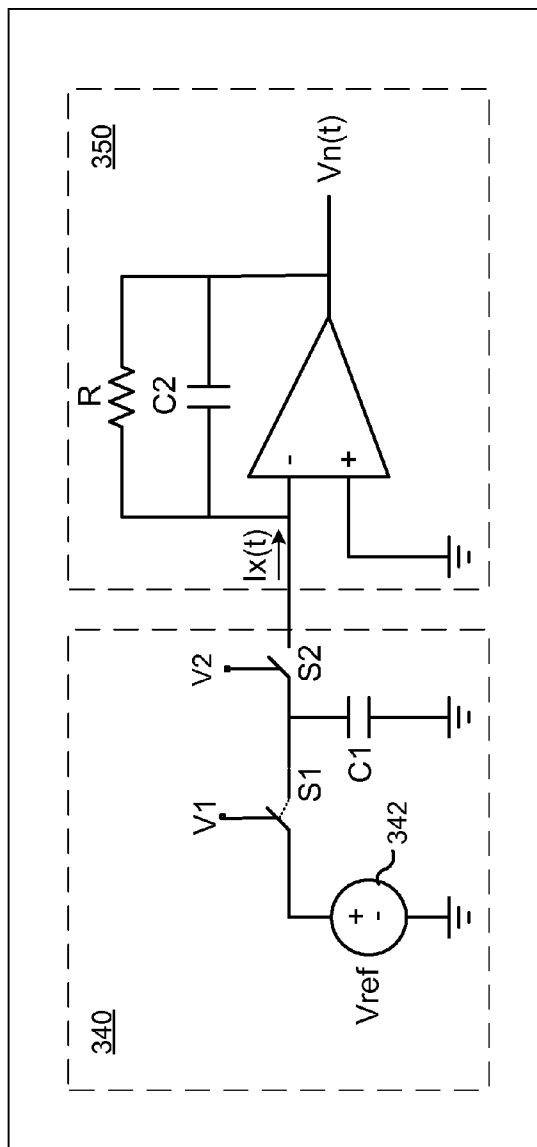 340
Vref
342
V1
S1
C1
V2
S2
350
Ix(t)
R
C2
-
+
Vn(t)
+
-